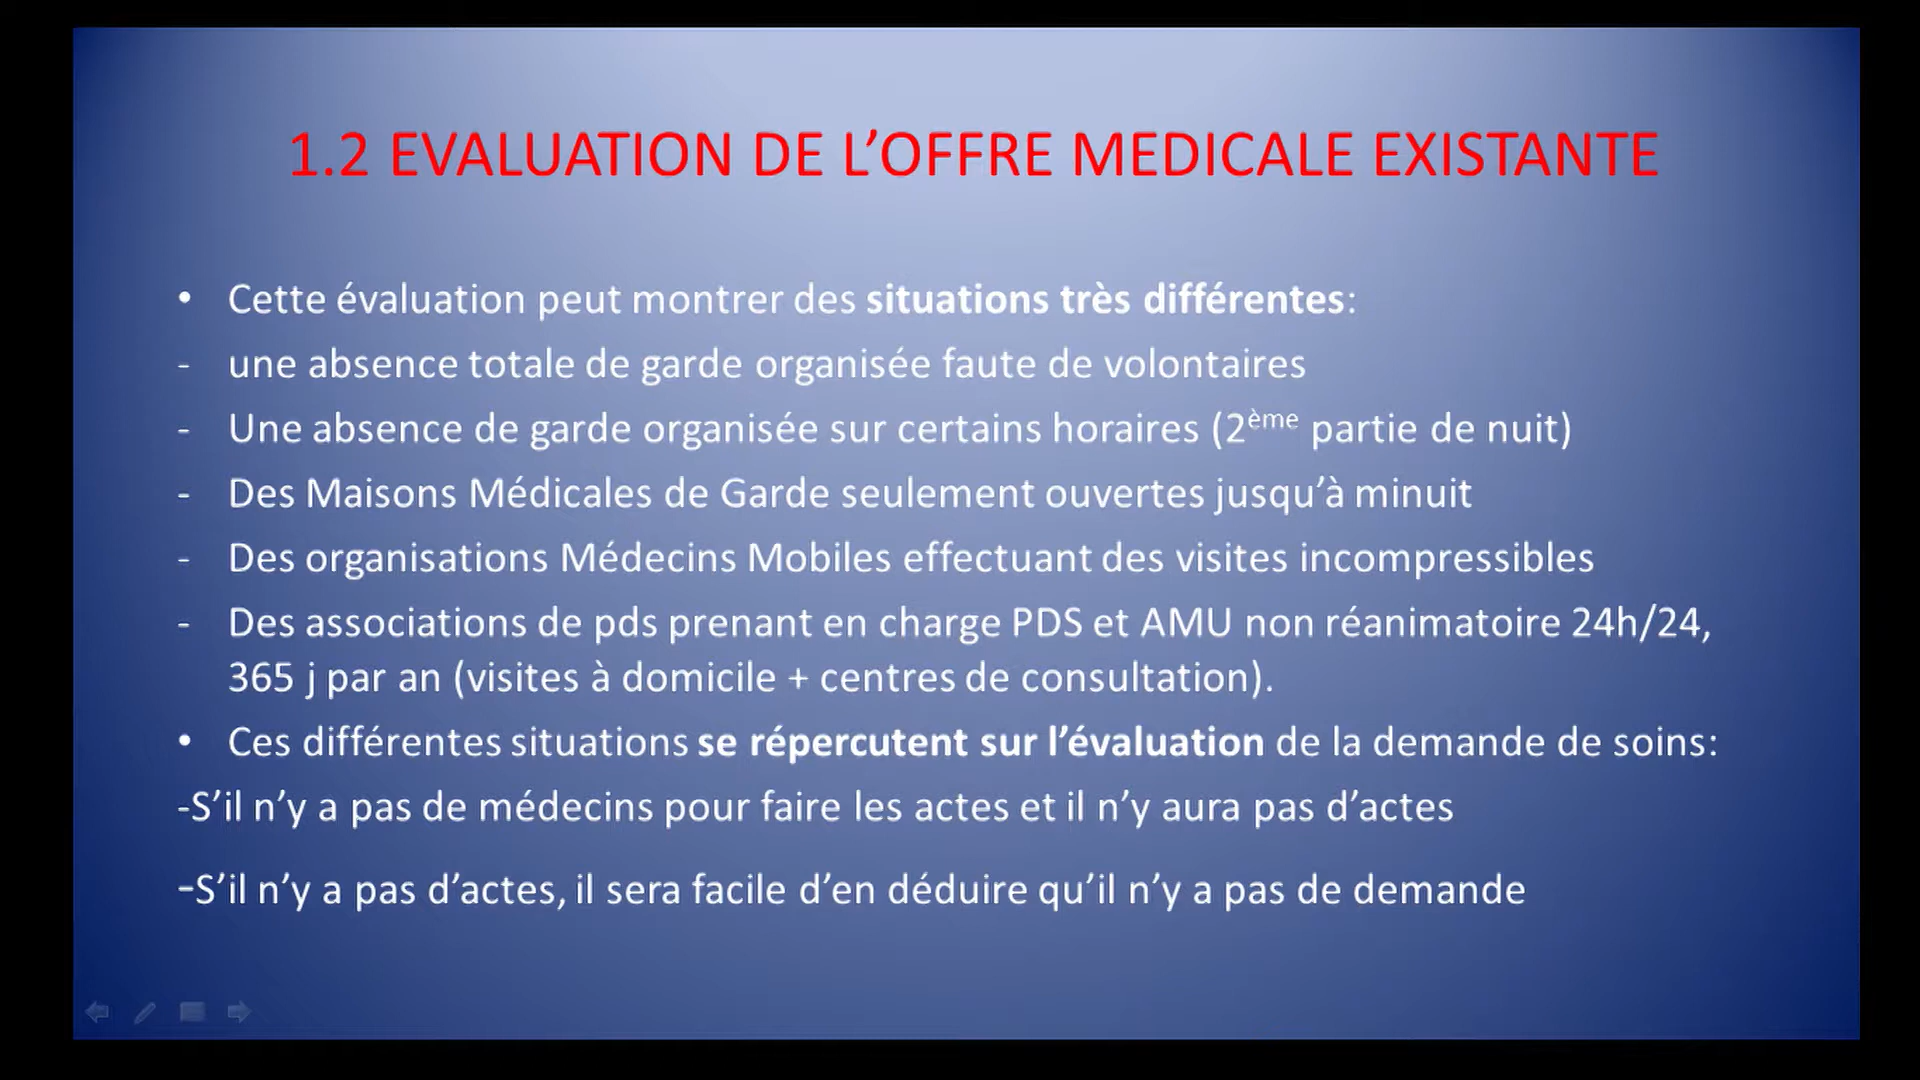 1.2 EVALUATION DE L’OFFRE MEDICALE EXISTANTE
• Cette évaluation peut montrer des situations très différentes:
- une absence totale de garde organisée faute de volontaires
- Une absence de garde organisée sur certains horaires (2ème partie de nuit)
- Des Maisons Médicales de Garde seulement ouvertes jusqu’à minuit
- Des organisations Médecins Mobiles effectuant des visites incompressibles
- Des associations de pds prenant en charge PDS et AMU non réanimatoire 24h/24,
365 j par an (visites à domicile + centres de consultation).
• Ces différentes situations se répercutent sur l’évaluation de la demande de soins:
-S’il n’y a pas de médecins pour faire les actes et il n’y aura pas d’actes
-S’il n’y a pas d’actes, il sera facile d’en déduire qu’il n’y a pas de demande